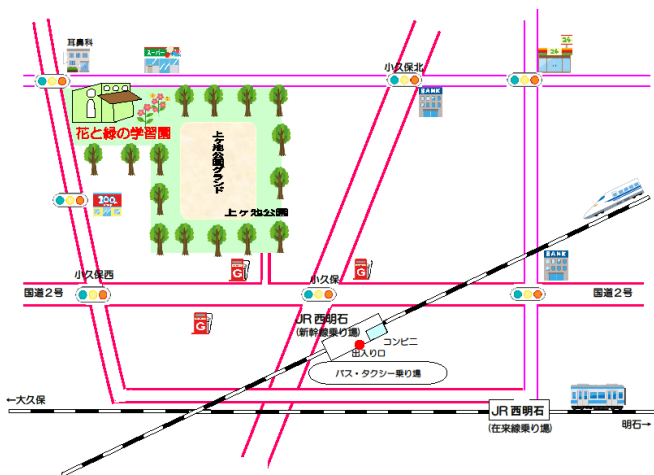 耳鼻科
スーパー
小久保北
24
24
BANK
花と緑の学習園
上ヶ池公園グランド
上ヶ池公園
200
BANK
小久保西
小久保
国道2号
国道2号
G
G
G
JR 西明石
(新幹線乗り場)
コンビニ
出入り口
バス・タクシー乗り場
←大久保
JR 西明石
(在来線乗り場)
明石→